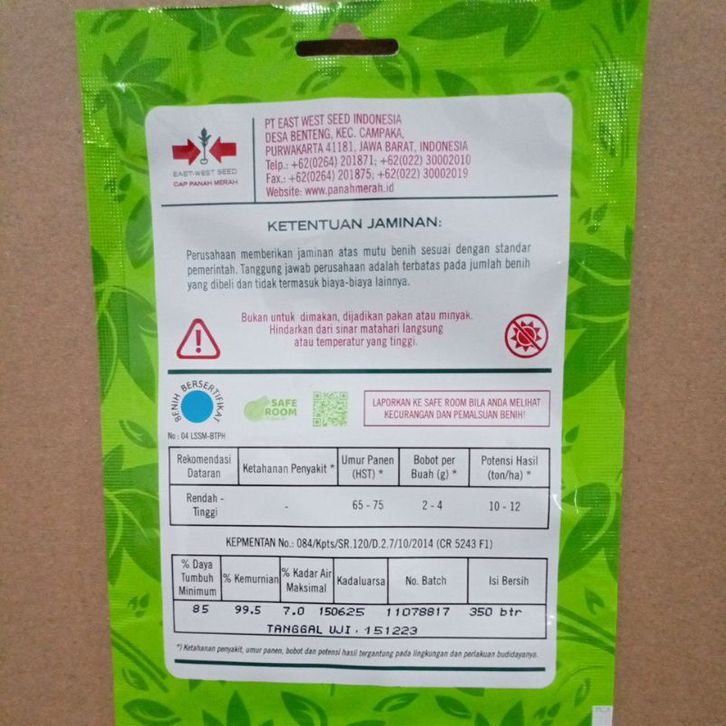 EAST-WEST SEED
CAP PANAH MERAH
PT EAST WEST SEED INDONESIA
DESA BENTENG, KEC. CAMPAKA,
PURWAKARTA 41181, JAWA BARAT, INDONESIA
Telp.: +62(0264) 201871; +62(022) 30002010
Fax.: +62(0264) 201875; +62(022) 30002019
Website: www.panahmerah.id
KETENTUAN JAMINAN:
Perusahaan memberikan jaminan atas mutu benih sesuai dengan standar
pemerintah. Tanggung jawab perusahaan adalah terbatas pada jumlah benih
yang dibeli dan tidak termasuk biaya-biaya lainnya.
Bukan untuk dimakan, dijadikan pakan atau minyak.
Hindarkan dari sinar matahari langsung
atau temperatur yang tinggi.
BENIH BERSERTIFIKAT
No : 04 LSSM-BTPH
SAFE
ROOM
LAPORKAN KE SAFE ROOM BILA ANDA MELIHAT
KECURANGAN DAN PEMALSUAN BENIH!
Rekomendasi Dataran Ketahanan Penyakit * Umur Panen (HST) * Bobot per Buah (g) * Potensi Hasil (ton/ha) *
Rendah - Tinggi - 65 - 75 2 - 4 10 - 12
KEPMENTAN No.: 084/Kpts/SR.120/D.2.7/10/2014 (CR 5243 F1)
% Daya Tumbuh Minimum % Kemurnian % Kadar Air Maksimal Kadaluarsa No. Batch Isi Bersih
85 99.5 7.0 150625 11078817 350 btr
TANGGAL UJI . 151223
*) Ketahanan penyakit, umur panen, bobot dan potensi hasil tergantung pada lingkungan dan perlakuan budidayanya.